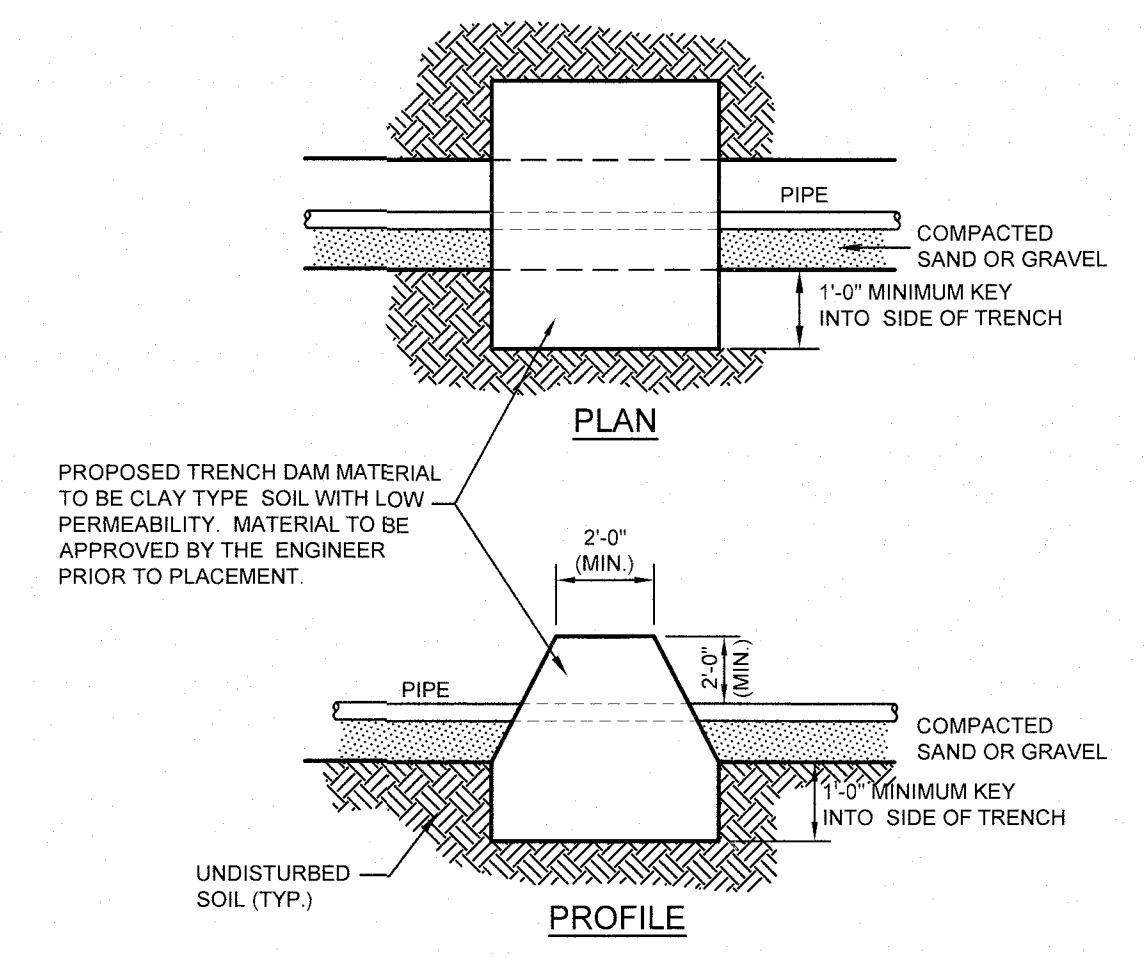 PIPE
COMPACTED
SAND OR GRAVEL
1'-0" MINIMUM KEY
INTO SIDE OF TRENCH
PLAN
PROPOSED TRENCH DAM MATERIAL
TO BE CLAY TYPE SOIL WITH LOW
PERMEABILITY. MATERIAL TO BE
APPROVED BY THE ENGINEER
PRIOR TO PLACEMENT.
2'-0"
(MIN.)
2'-0"
(MIN.)
PIPE
COMPACTED
SAND OR GRAVEL
1'-0" MINIMUM KEY
INTO SIDE OF TRENCH
UNDISTURBED
SOIL (TYP.)
PROFILE